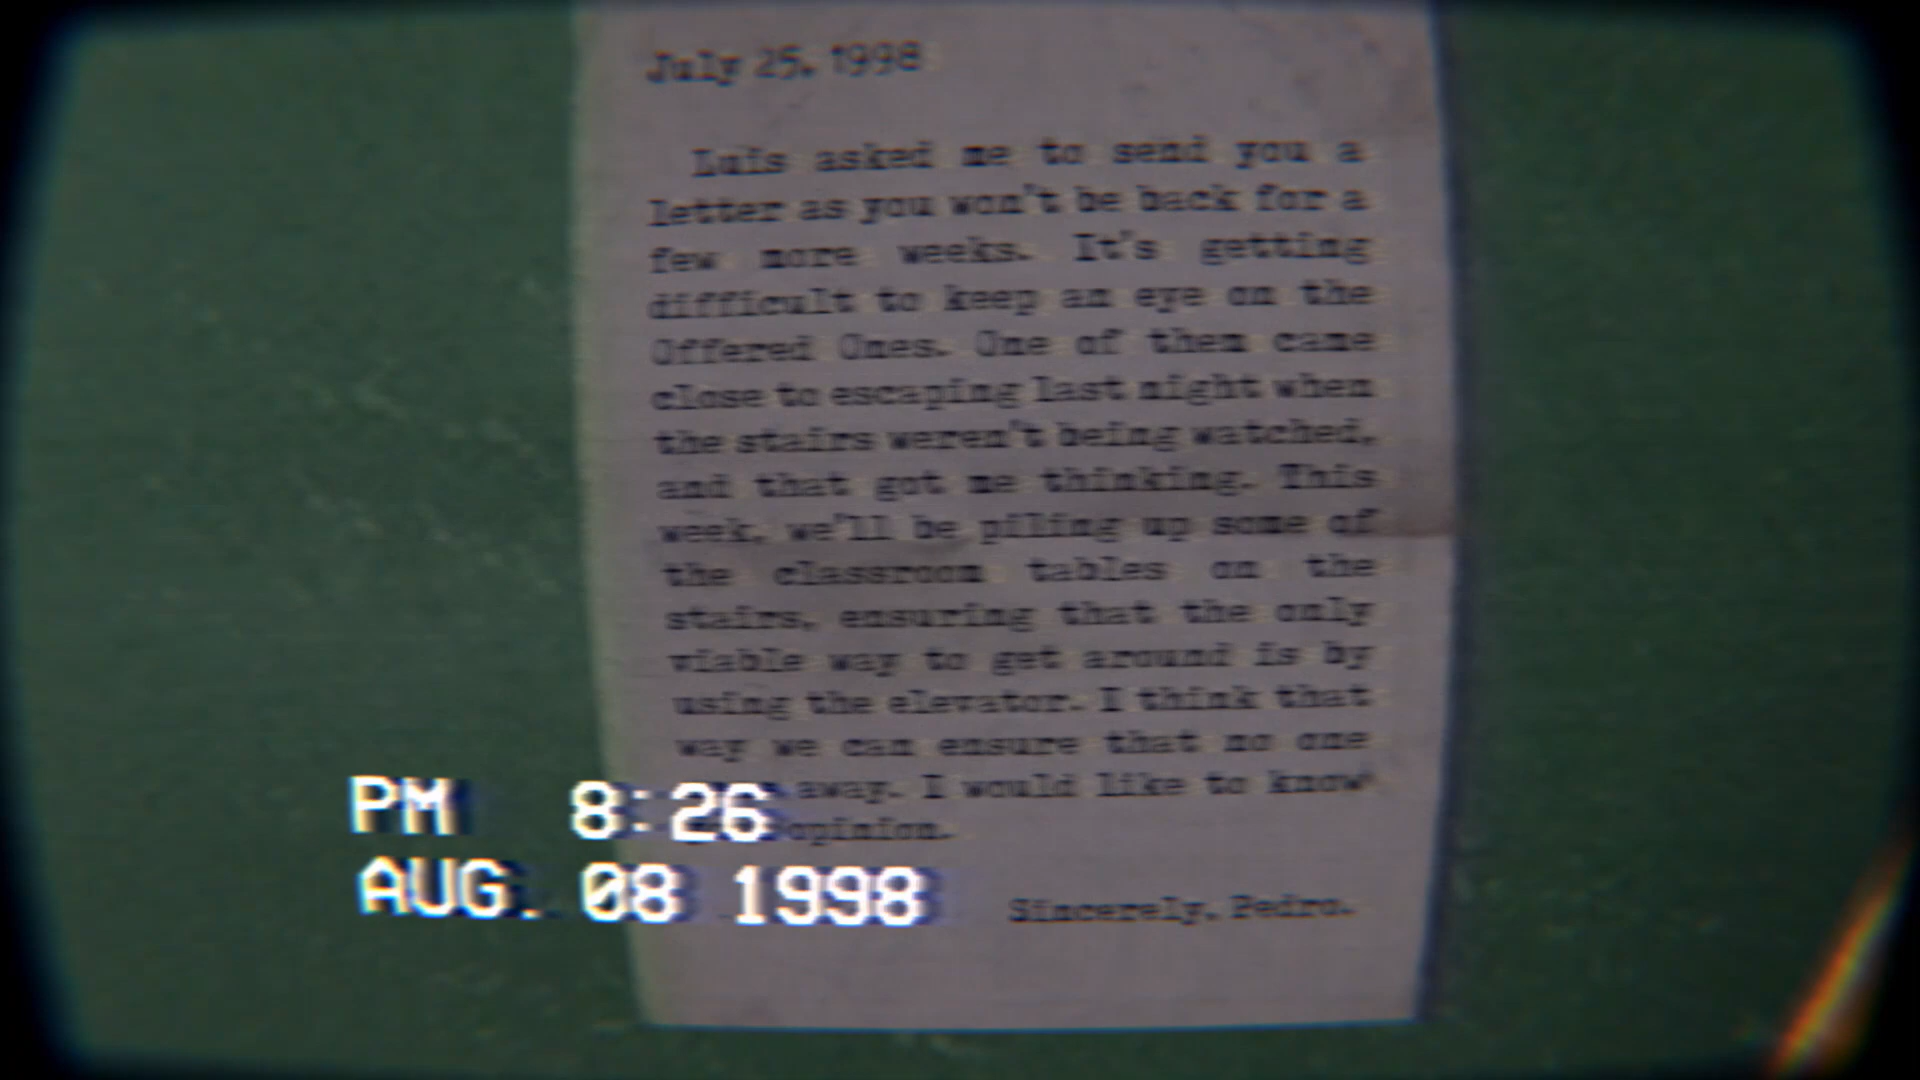 July 25, 1998
Luis asked me to send you a
letter as you won't be back for a
few more weeks. It's getting
difficult to keep an eye on the
Offered Ones. One of them came
close to escaping last night when
the stairs weren't being watched,
and that got me thinking. This
week, we'll be piling up some of
the classroom tables on the
stairs, ensuring that the only
viable way to get around is by
using the elevator. I think that
way we can ensure that no one
away. I would like to know
opinion.
Sincerely, Pedro.
PM 8:26
AUG. 08 1998